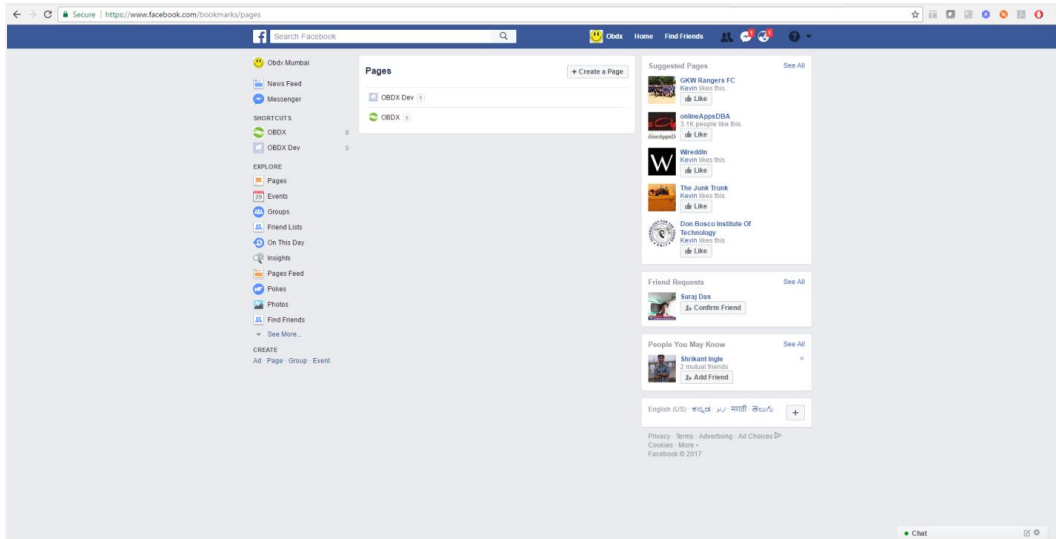 Secure | https://www.facebook.com/bookmarks/pages
Search Facebook
Obdx Home Find Friends
Obdx Mumbai
News Feed
Messenger
SHORTCUTS
OBDX 8
OBDX Dev 5
EXPLORE
Pages
Events
Groups
Friend Lists
On This Day
Insights
Pages Feed
Pokes
Photos
Find Friends
See More...
CREATE
Ad · Page · Group · Event
Pages
+ Create a Page
OBDX Dev
OBDX
Suggested Pages See All
GKW Rangers FC
Kevin likes this.
Like
onlineAppsDBA
3.1K people like this.
Like
Wireddin
Kevin likes this.
Like
The Junk Trunk
Kevin likes this.
Like
Don Bosco Institute Of
Technology
Kevin likes this.
Like
Friend Requests See All
Suraj Das
Confirm Friend
People You May Know See All
Shrikant Ingle
2 mutual friends
Add Friend
English (US) · ಕನ್ನಡ · اردو · मराठी · తెలుగు
Privacy · Terms · Advertising · Ad Choices
Cookies · More
Facebook © 2017
Chat